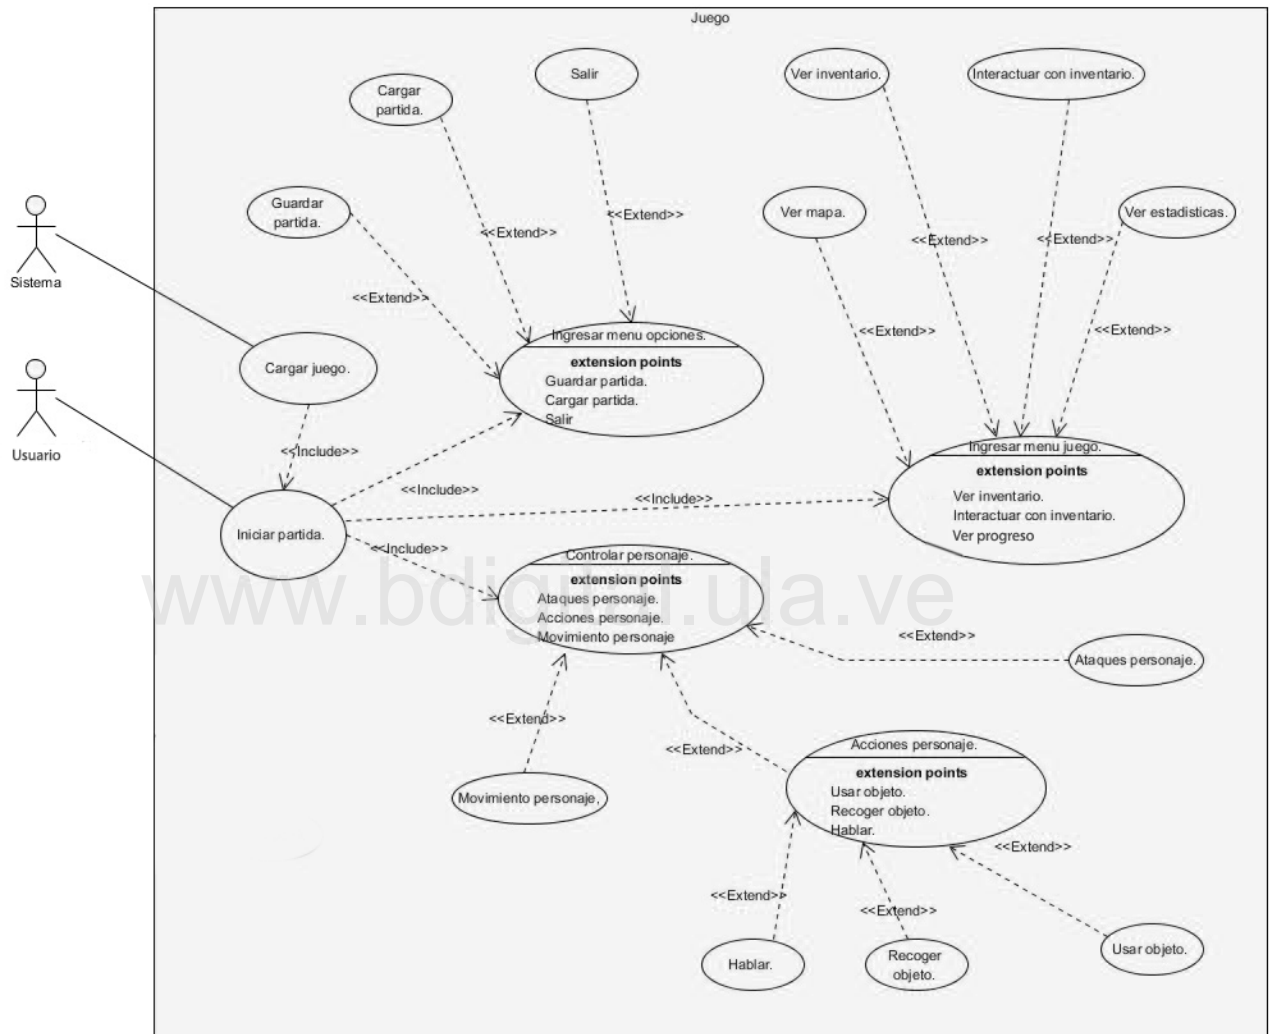 Juego
Salir
Ver inventario.
Interactuar con inventario.
Cargar
partida.
Guardar
partida.
<<Extend>>
<<Extend>>
Ver mapa.
Ver estadisticas.
<<Extend>>
<<Extend>>
Sistema
<<Extend>>
<<Extend>>
<<Extend>>
Ingresar menu opciones.
extension points
Guardar partida.
Cargar partida.
Salir
Cargar juego.
Usuario
<<Include>>
<<Include>>
<<Include>>
Ingresar menu juego.
extension points
Ver inventario.
Interactuar con inventario.
Ver progreso
Iniciar partida.
<<Include>>
Controlar personaje.
extension points
Ataques personaje.
Acciones personaje.
Movimiento personaje
www.bdigital.ula.ve
<<Extend>>
Ataques personaje.
<<Extend>>
<<Extend>>
Acciones personaje.
extension points
Usar objeto.
Recoger objeto.
Hablar.
Movimiento personaje,
<<Extend>>
<<Extend>>
<<Extend>>
Hablar.
Recoger
objeto.
Usar objeto.